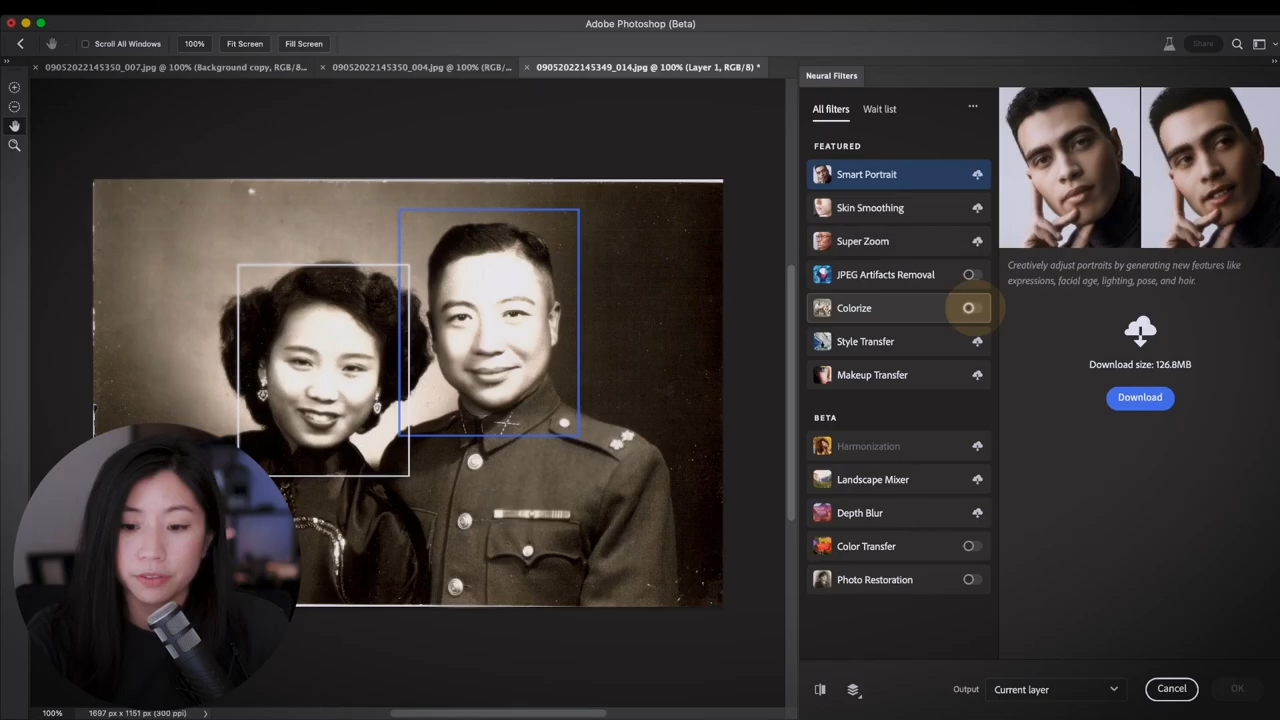 Adobe Photoshop (Beta)
Scroll All Windows 100% Fit Screen Fill Screen Share
09052022145350_007.jpg @ 100% (Background copy, RGB/8... 09052022145350_004.jpg @ 100% (RGB/... 09052022145349_014.jpg @ 100% (Layer 1, RGB/8) *
Neural Filters
All filters Wait list
FEATURED
Smart Portrait
Skin Smoothing
Super Zoom
JPEG Artifacts Removal
Colorize
Style Transfer
Makeup Transfer
BETA
Harmonization
Landscape Mixer
Depth Blur
Color Transfer
Photo Restoration
Creatively adjust portraits by generating new features like
expressions, facial age, lighting, pose, and hair.
Download size: 126.8MB
Download
Output Current layer Cancel OK
100% 1697 px x 1151 px (300 ppi)